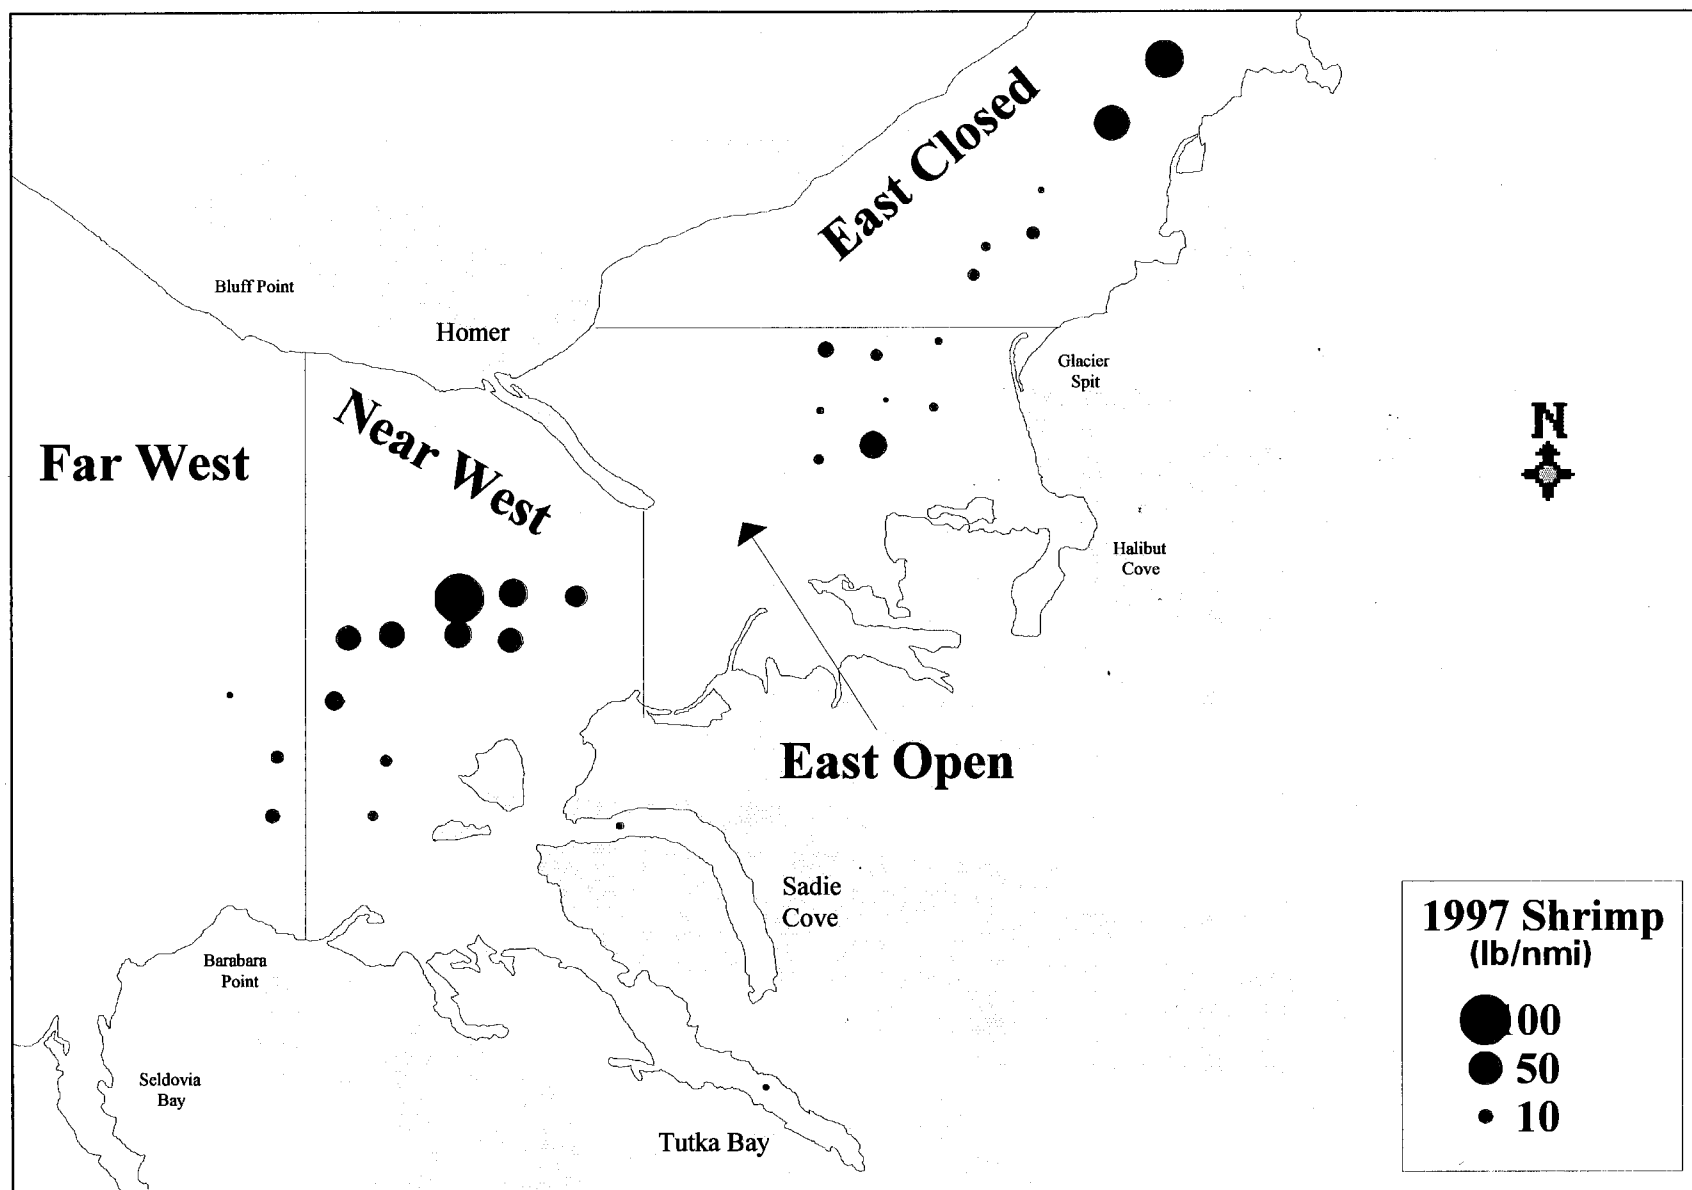 East Closed
Bluff Point
Homer
Glacier
Spit
Near West
Far West
N
Halibut
Cove
East Open
Sadie
Cove
Barabara
Point
Seldovia
Bay
Tutka Bay
1997 Shrimp
(lb/nmi)
100
50
10